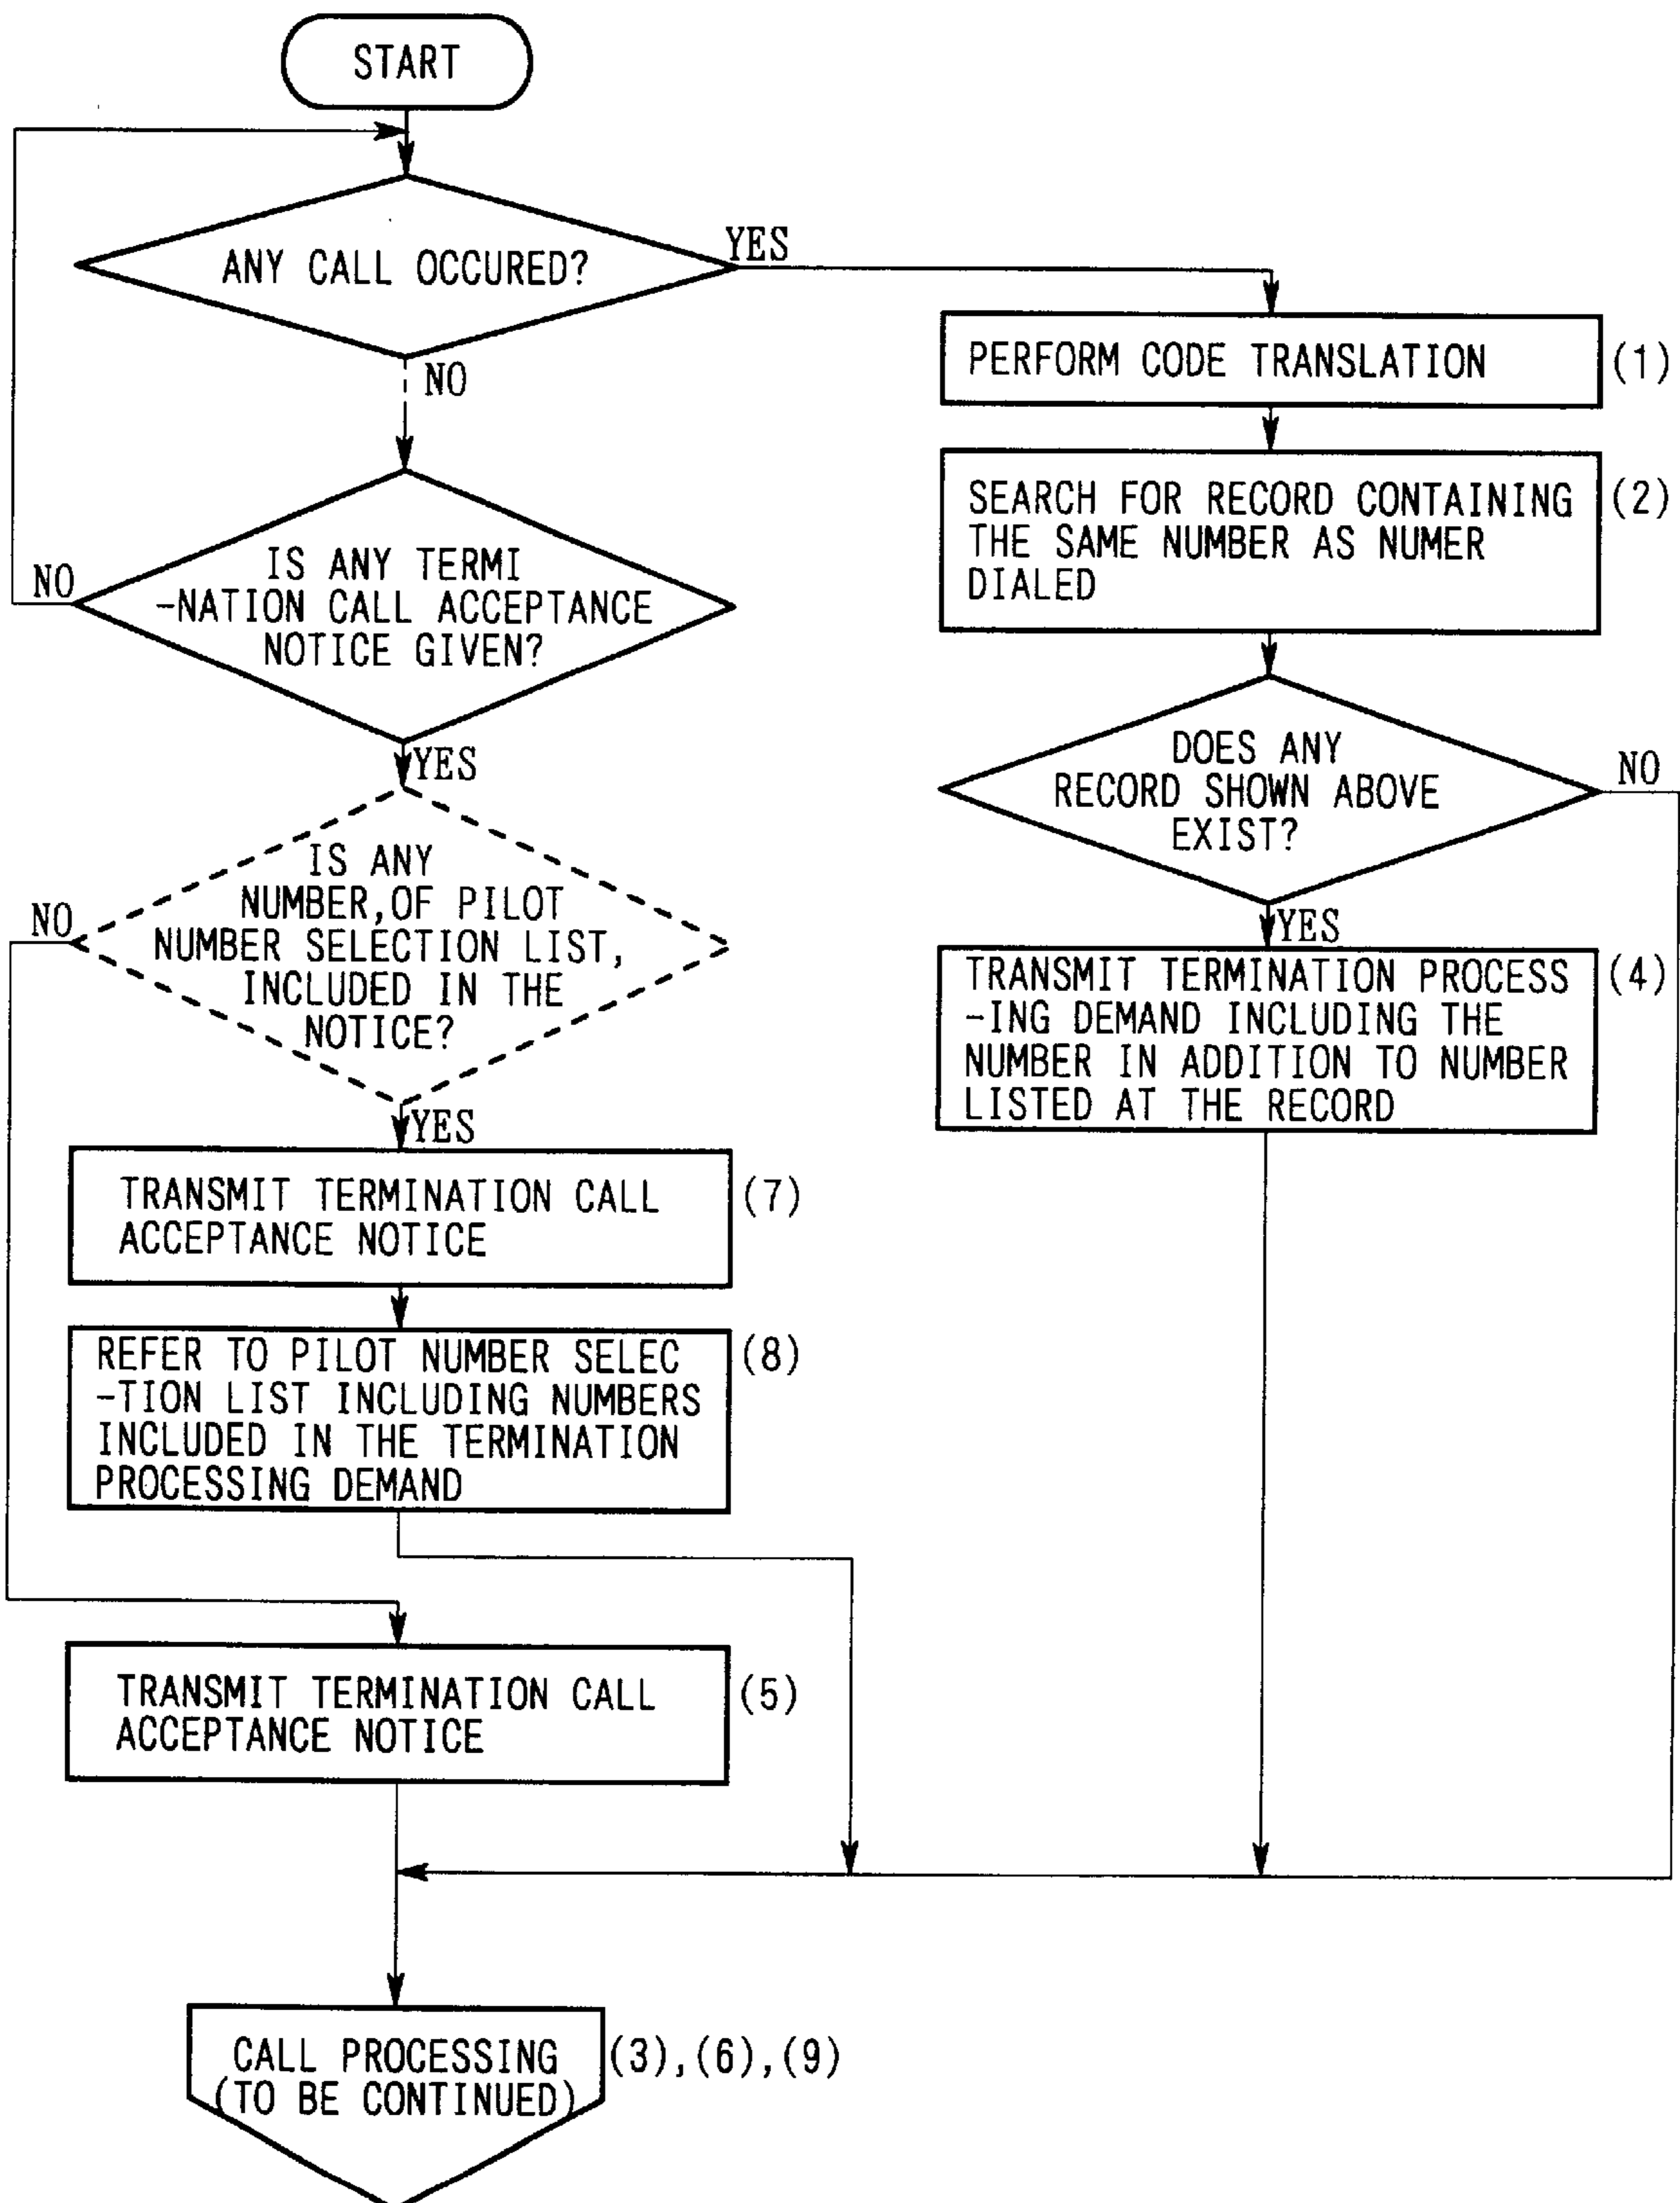 START
ANY CALL OCCURED?
YES
NO
PERFORM CODE TRANSLATION
(1)
SEARCH FOR RECORD CONTAINING
THE SAME NUMBER AS NUMER
DIALED
(2)
IS ANY TERMI
-NATION CALL ACCEPTANCE
NOTICE GIVEN?
NO
YES
DOES ANY
RECORD SHOWN ABOVE
EXIST?
NO
YES
IS ANY
NUMBER,OF PILOT
NUMBER SELECTION LIST,
INCLUDED IN THE
NOTICE?
NO
YES
TRANSMIT TERMINATION PROCESS
-ING DEMAND INCLUDING THE
NUMBER IN ADDITION TO NUMBER
LISTED AT THE RECORD
(4)
TRANSMIT TERMINATION CALL
ACCEPTANCE NOTICE
(7)
REFER TO PILOT NUMBER SELEC
-TION LIST INCLUDING NUMBERS
INCLUDED IN THE TERMINATION
PROCESSING DEMAND
(8)
TRANSMIT TERMINATION CALL
ACCEPTANCE NOTICE
(5)
CALL PROCESSING
(TO BE CONTINUED)
(3),(6),(9)